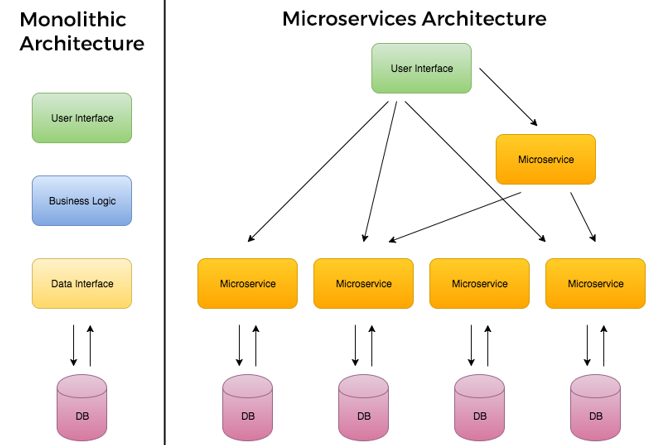 Monolithic
Architecture
User Interface
Business Logic
Data Interface
DB
Microservices Architecture
User Interface
Microservice
Microservice
Microservice
Microservice
Microservice
DB
DB
DB
DB